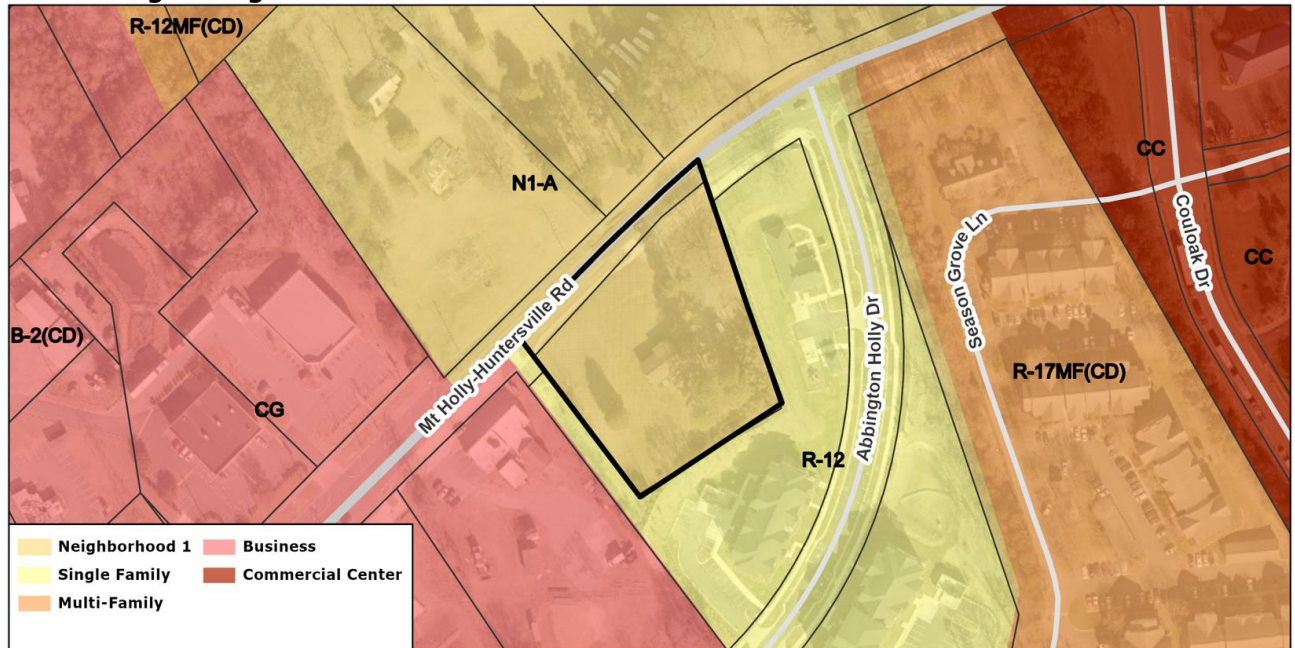 R-12MF(CD)
N1-A
CC
CC
Couloak Dr
Season Grove Ln
Mt Holly-Huntersville Rd
Abbington Holly Dr
B-2(CD)
CG
R-17MF(CD)
R-12
Neighborhood 1
Business
Single Family
Commercial Center
Multi-Family